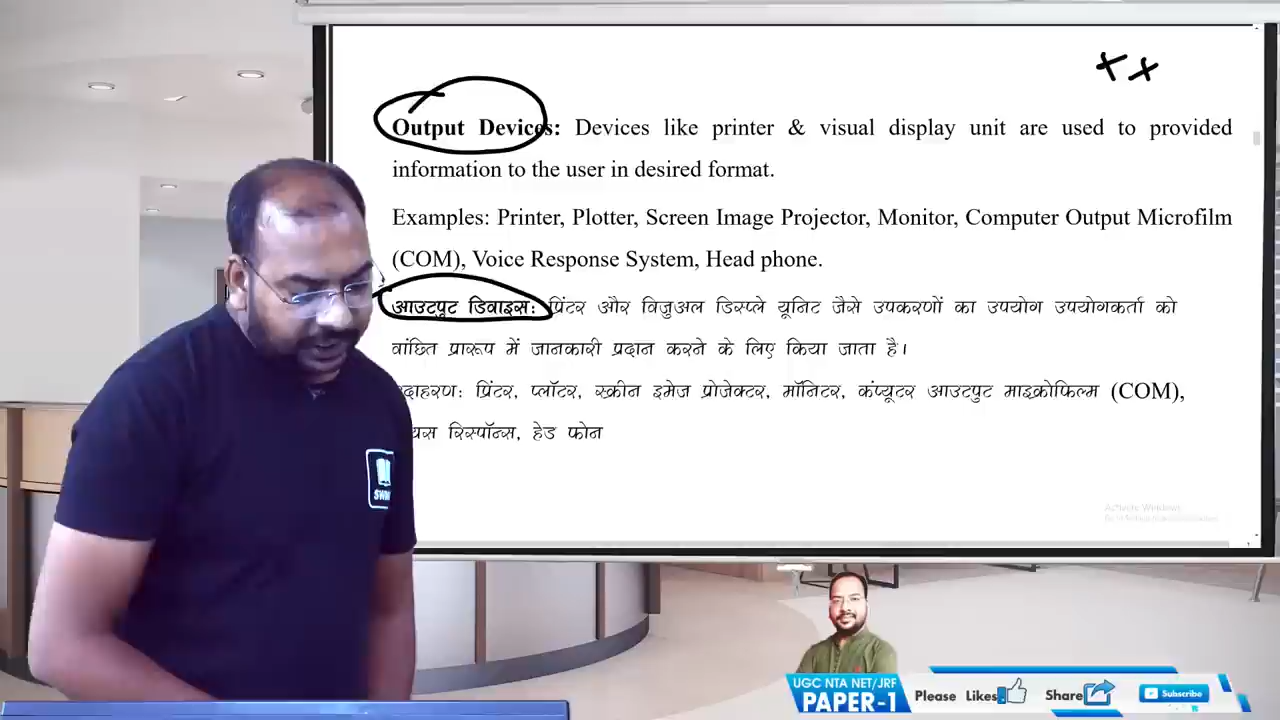 Output Devices: Devices like printer & visual display unit are used to provided
information to the user in desired format.
Examples: Printer, Plotter, Screen Image Projector, Monitor, Computer Output Microfilm
(COM), Voice Response System, Head phone.
आउटपुट डिवाइस: प्रिंटर और विजुअल डिस्प्ले यूनिट जैसे उपकरणों का उपयोग उपयोगकर्ता को
वांछित प्रारूप में जानकारी प्रदान करने के लिए किया जाता है।
प्रिंटर, प्लॉटर, स्क्रीन इमेज प्रोजेक्टर, मॉनिटर, कंप्यूटर आउटपुट माइक्रोफिल्म (COM),
रिस्पॉन्स, हेड फोन
Activate Windows
UGC NTA NET/JRF
PAPER-1
Please Likes
Share
Subscribe